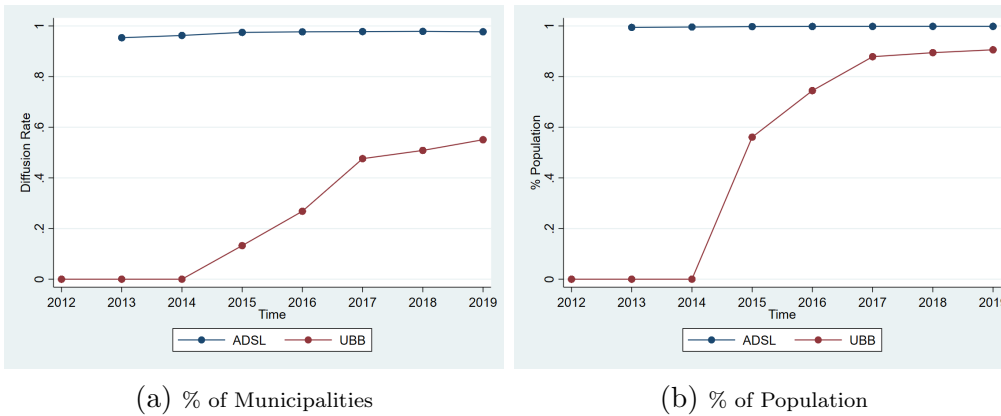 Diffusion Rate
1
.8
.6
.4
.2
0
2012 2013 2014 2015 2016 2017 2018 2019
Time
ADSL UBB
(a) % of Municipalities
% Population
1
.8
.6
.4
.2
0
2012 2013 2014 2015 2016 2017 2018 2019
Time
ADSL UBB
(b) % of Population